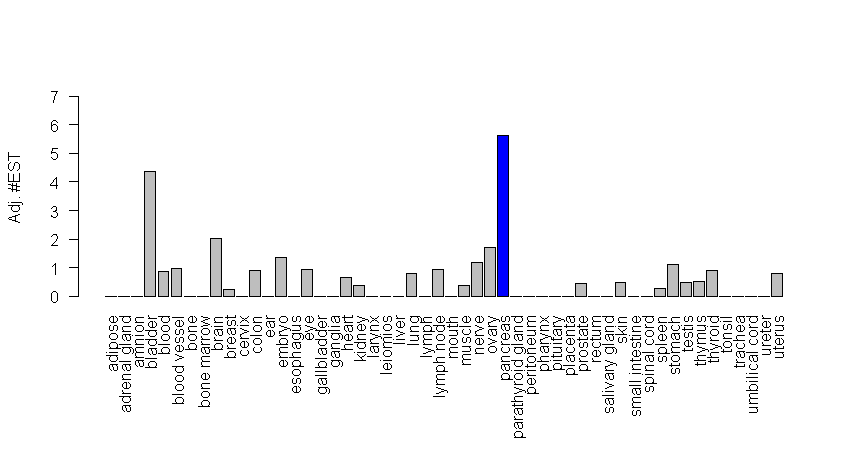 Adj. #EST
7
6
5
4
3
2
1
0
adipose
adrenal gland
amnion
bladder
blood
blood vessel
bone
bone marrow
brain
breast
cervix
colon
ear
embryo
esophagus
eye
gallbladder
ganglia
heart
kidney
larynx
leiomios
liver
lung
lymph
lymph node
mouth
muscle
nerve
ovary
pancreas
parathyroid gland
peritoneum
pharynx
pituitary
placenta
prostate
rectum
salivary gland
skin
small intestine
spinal cord
spleen
stomach
testis
thymus
thyroid
tonsil
trachea
umbilical cord
ureter
uterus